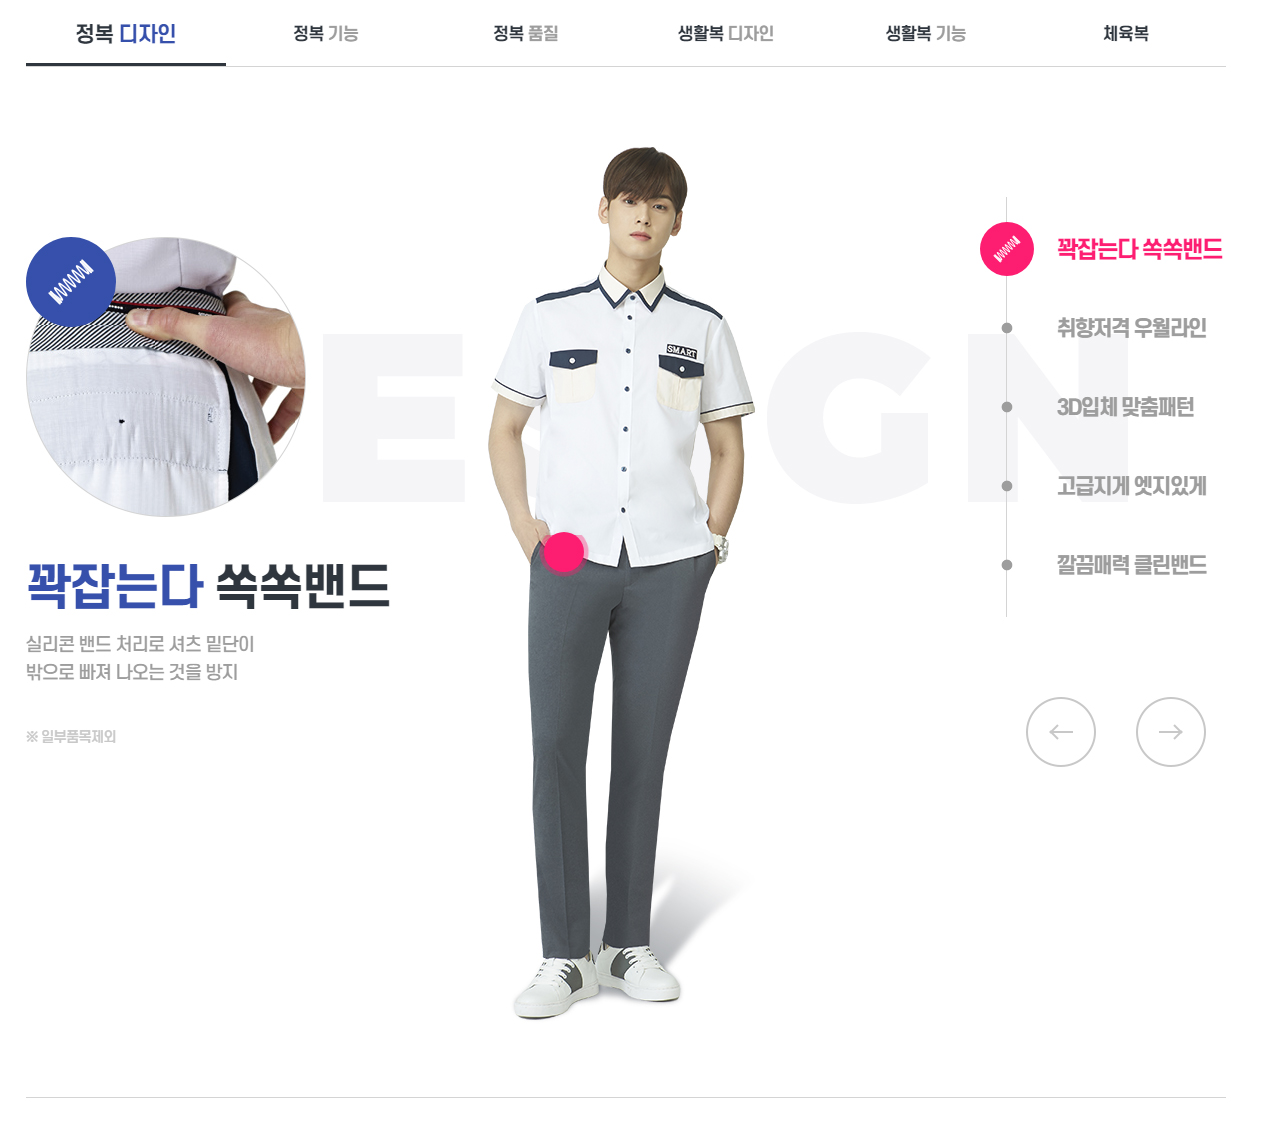 정복 디자인
정복 기능
정복 품질
생활복 디자인
생활복 기능
체육복
ESIGN
SMART
꽉잡는다 쏙쏙밴드
취향저격 우월라인
3D입체 맞춤패턴
고급지게 엣지있게
깔끔매력 클린밴드
꽉잡는다 쏙쏙밴드
실리콘 밴드 처리로 셔츠 밑단이
밖으로 빠져 나오는 것을 방지
※ 일부품목제외